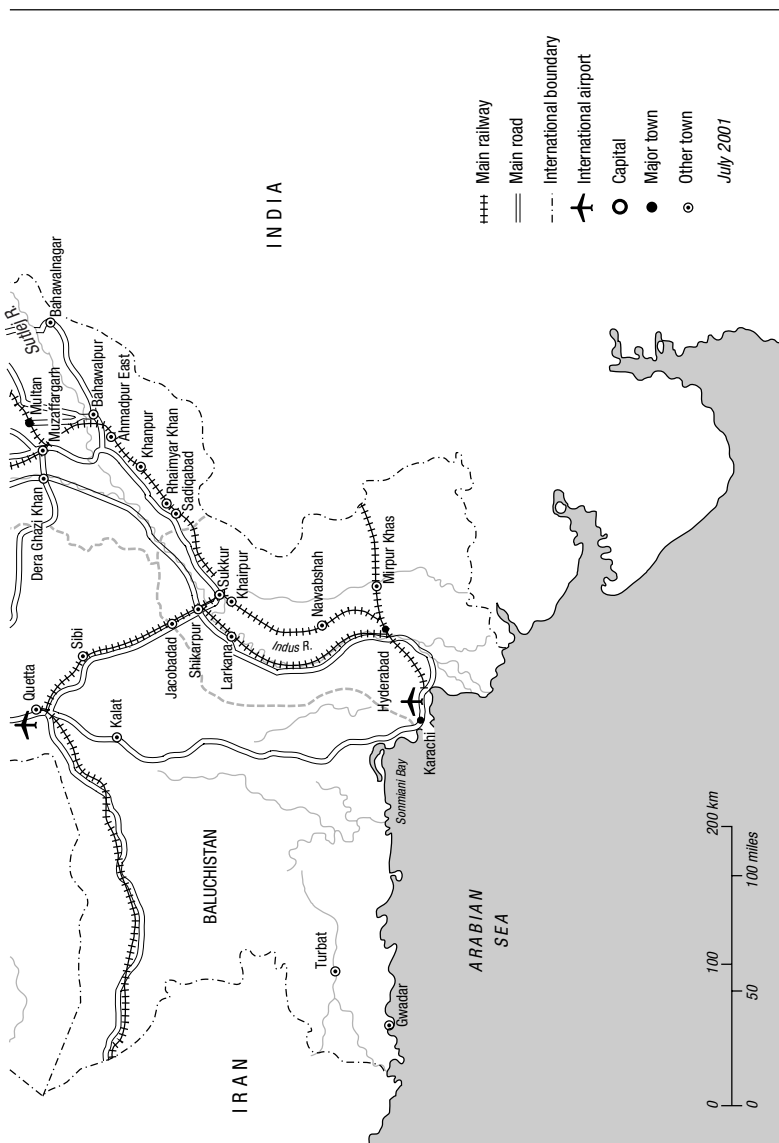 Sutlej R.
Bahawalnagar
Multan
Muzaffargarh
Bahawalpur
Ahmadpur East
Khanpur
Rhaimyar Khan
Sadiqabad
Dera Ghazi Khan
INDIA
Quetta
Sibi
Jacobadad
Shikarpur
Sukkur
Khairpur
Larkana
Nawabshah
Mirpur Khas
Indus R.
Kalat
Hyderabad
Karachi
Sonmiani Bay
BALUCHISTAN
Turbat
Gwadar
IRAN
ARABIAN
SEA
Main railway
Main road
International boundary
International airport
Capital
Major town
Other town
July 2001
0 100 200 km
0 50 100 miles